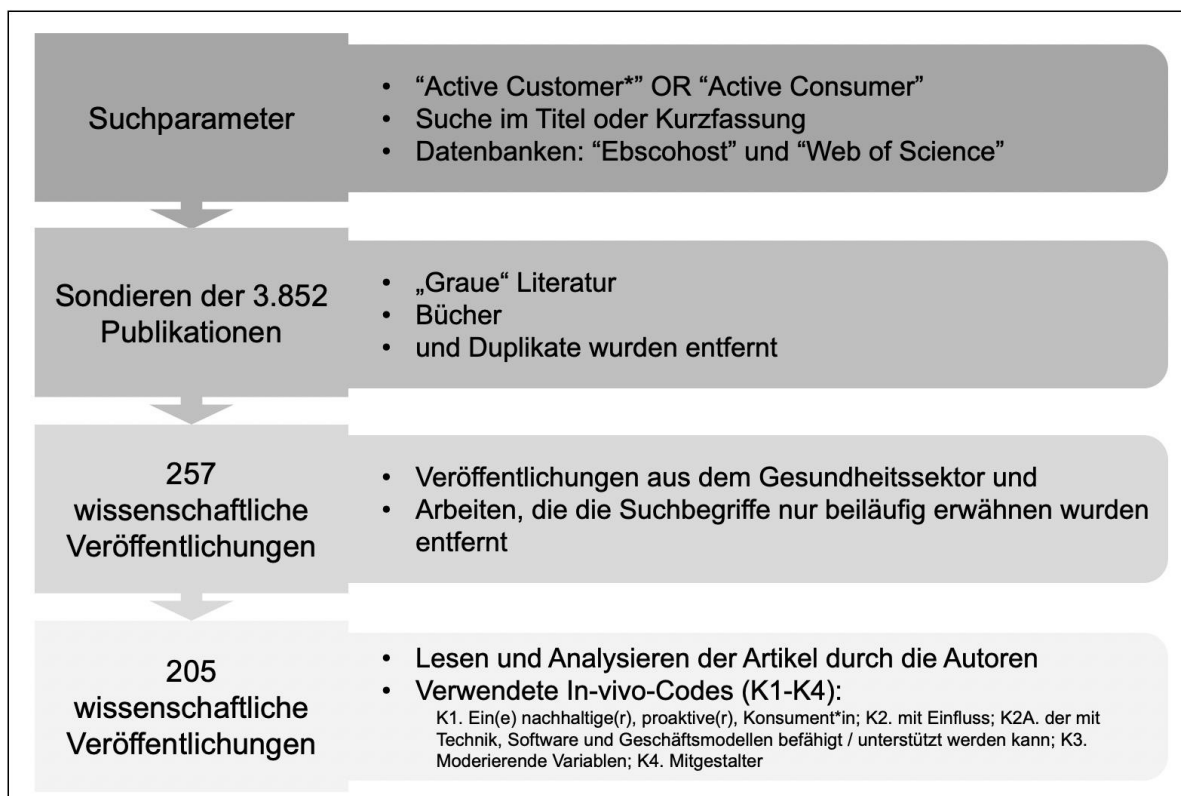 Suchparameter
• “Active Customer*” OR “Active Consumer”
• Suche im Titel oder Kurzfassung
• Datenbanken: “Ebscohost” und “Web of Science”
Sondieren der 3.852
Publikationen
• „Graue“ Literatur
• Bücher
• und Duplikate wurden entfernt
257
wissenschaftliche
Veröffentlichungen
• Veröffentlichungen aus dem Gesundheitssektor und
• Arbeiten, die die Suchbegriffe nur beiläufig erwähnen wurden
entfernt
205
wissenschaftliche
Veröffentlichungen
• Lesen und Analysieren der Artikel durch die Autoren
• Verwendete In-vivo-Codes (K1-K4):
K1. Ein(e) nachhaltige(r), proaktive(r), Konsument*in; K2. mit Einfluss; K2A. der mit
Technik, Software und Geschäftsmodellen befähigt / unterstützt werden kann; K3.
Moderierende Variablen; K4. Mitgestalter